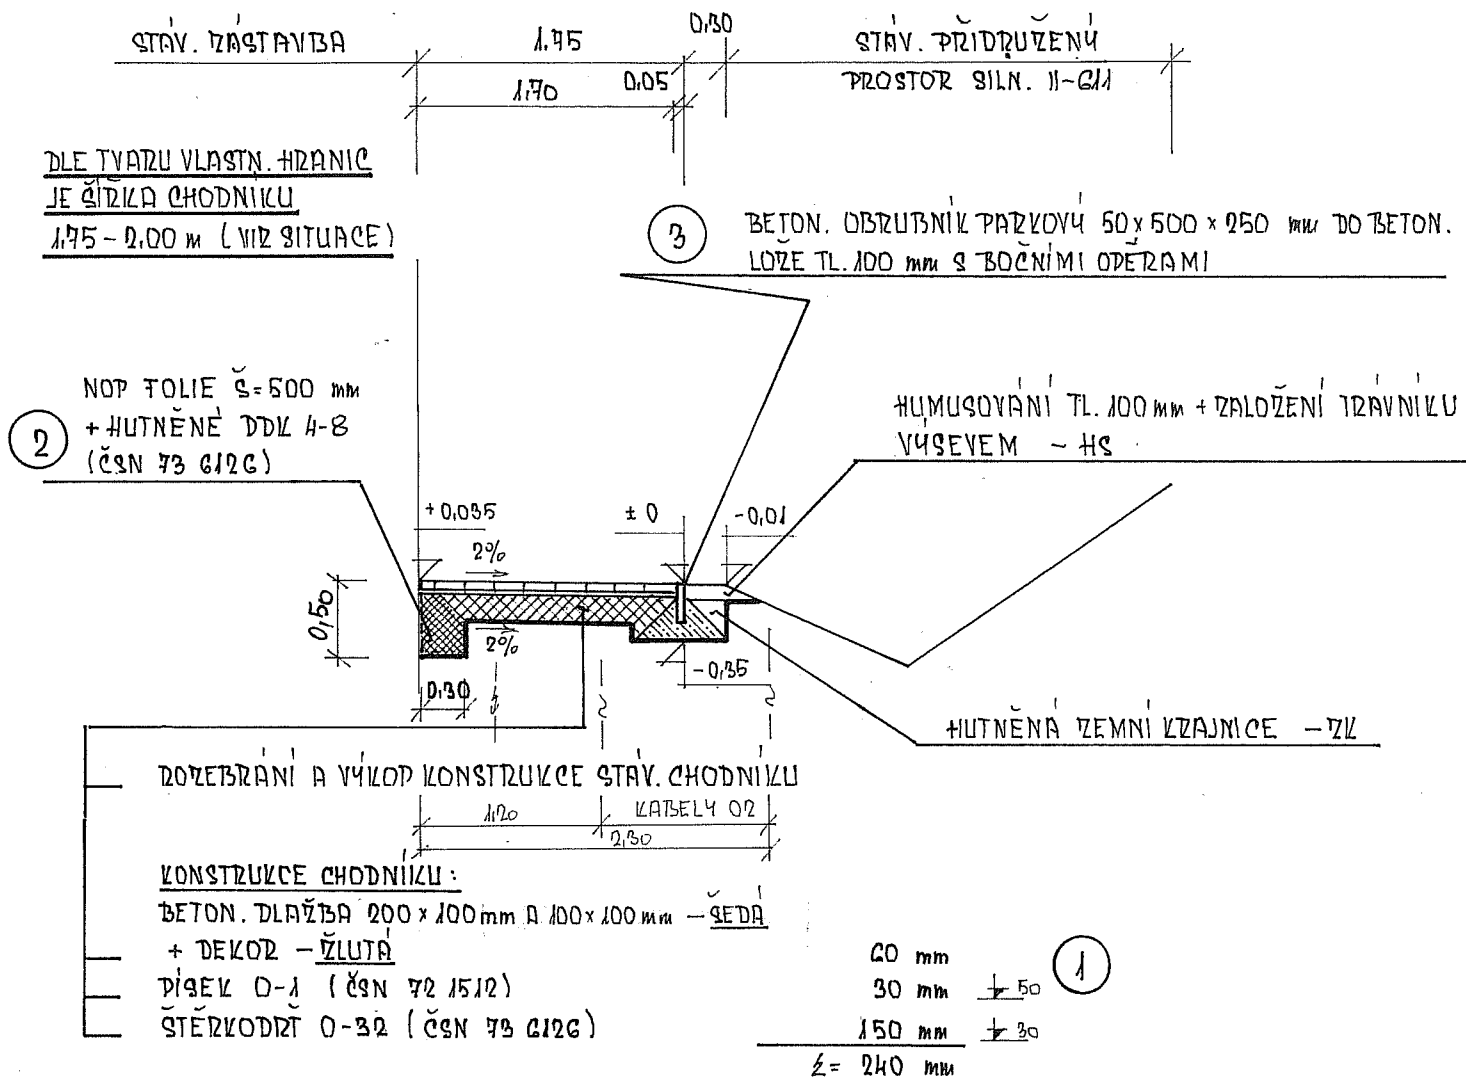 STÁV. ZÁSTAVBA
1.75
0.30
STÁV. PŘIDRUŽENÝ
PROSTOR SILN. II-611
1.70
0.05
DLE TVARU VLASTN. HRANIC
JE ŠÍŘKA CHODNÍKU
1.75 - 2.00 m (VIZ SITUACE)
3
BETON. OBRUBNÍK PARKOVÝ 50 x 500 x 250 mm DO BETON.
LOŽE TL. 100 mm S BOČNÍMI OPĚRAMI
2
NOP FOLIE Š=500 mm
+ HUTNĚNÉ DDK 4-8
(ČSN 73 6126)
HUMUSOVÁNÍ TL. 100 mm + ZALOŽENÍ TRÁVNÍKU
VÝSEVEM - HS
+0,035
± 0
-0,01
2%
0,50
2%
-0,35
0.30
HUTNĚNÁ ZEMNÍ KRAJNICE - ZK
ROZEBRÁNÍ A VÝKOP KONSTRUKCE STÁV. CHODNÍKU
1,20
KABELY O2
2,30
KONSTRUKCE CHODNÍKU:
BETON. DLAŽBA 200 x 100 mm A 100 x 100 mm - ŠEDÁ
+ DEKOR - ŽLUTÁ
60 mm
1
PÍSEK 0-1 (ČSN 72 1512)
30 mm
50
ŠTĚRKODRŤ 0-32 (ČSN 73 6126)
150 mm
30
Σ= 240 mm